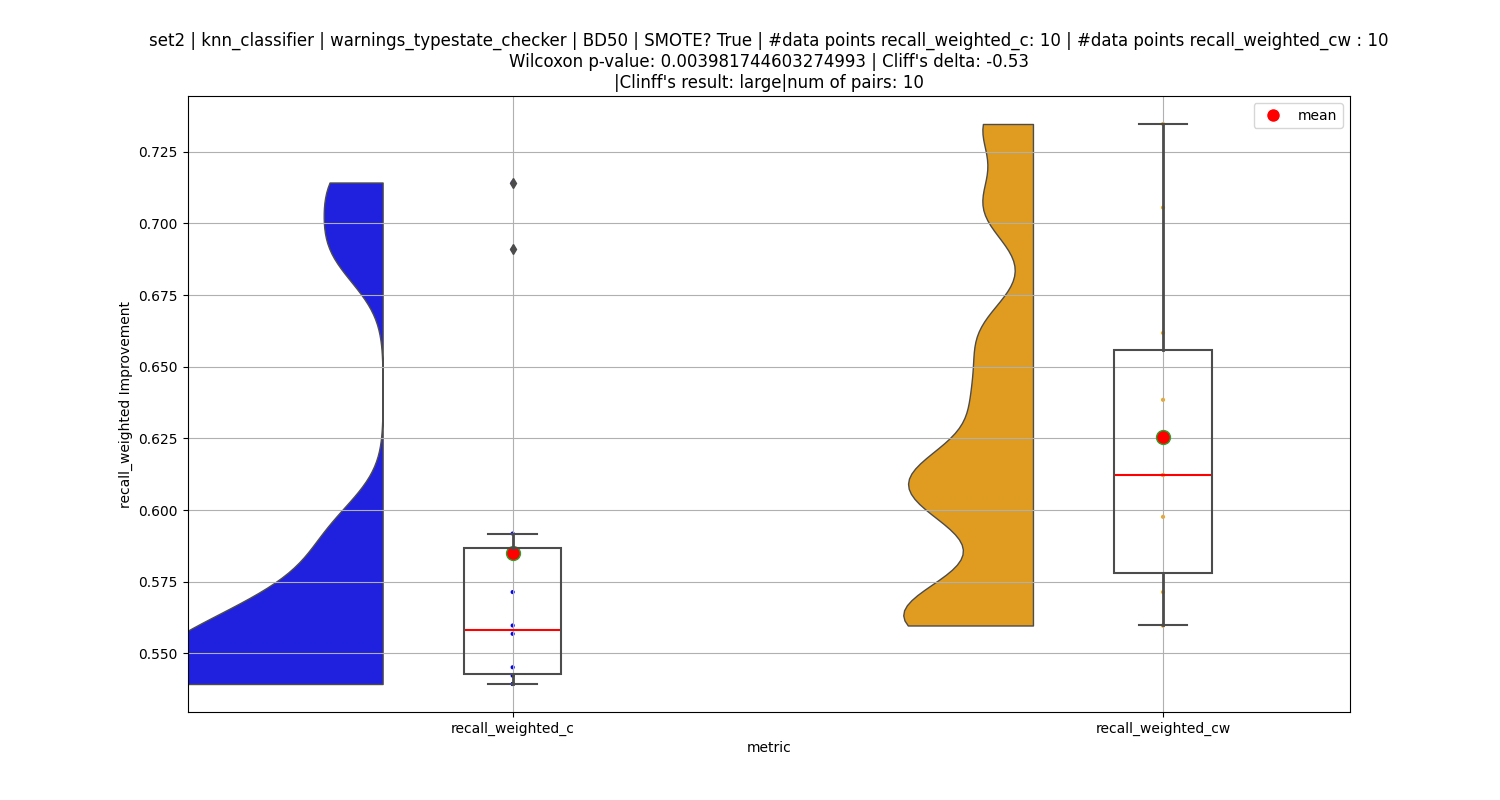 set2 | knn_classifier | warnings_typestate_checker | BD50 | SMOTE? True | #data points recall_weighted_c: 10 | #data points recall_weighted_cw : 10
Wilcoxon p-value: 0.003981744603274993 | Cliff's delta: -0.53
|Clinff's result: large|num of pairs: 10
mean
0.725
0.700
0.675
0.650
0.625
0.600
0.575
0.550
recall_weighted Improvement
recall_weighted_c
recall_weighted_cw
metric